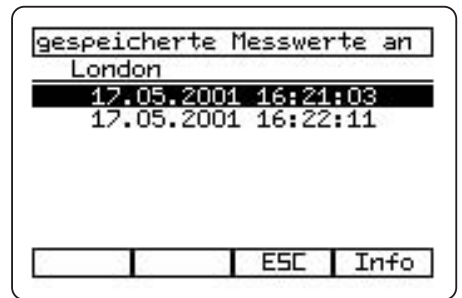 gespeicherte Messwerte an
London
17.05.2001 16:21:03
17.05.2001 16:22:11
ESC Info